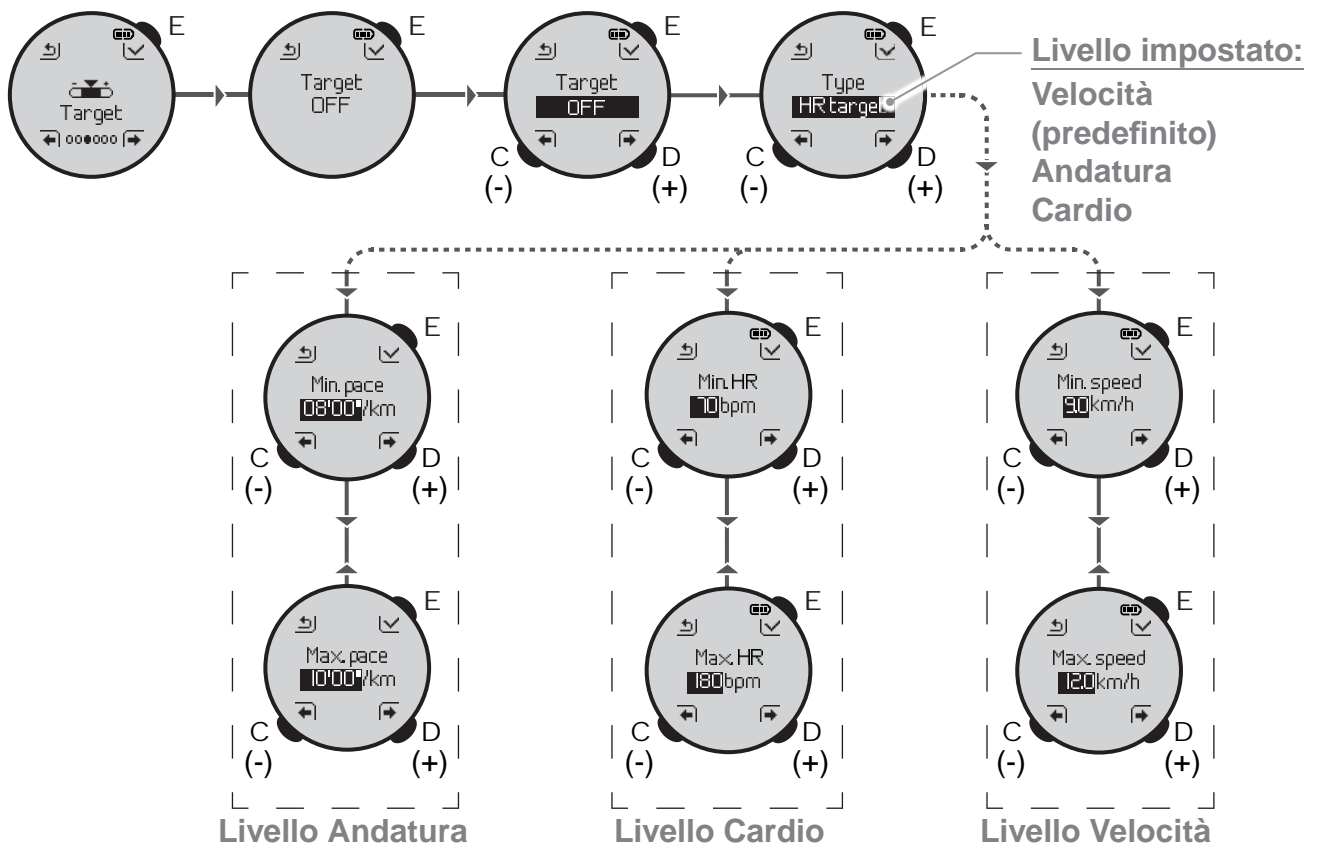 E
E
E
E
Target
Target
OFF
Target
OFF
Type
HR target
C
(-)
D
(+)
C
(-)
D
(+)
Livello impostato:
Velocità
(predefinito)
Andatura
Cardio
E
Min. pace
08'00"/km
C
(-)
D
(+)
E
Max. pace
10'00"/km
C
(-)
D
(+)
Livello Andatura
E
Min. HR
70bpm
C
(-)
D
(+)
E
Max. HR
180bpm
C
(-)
D
(+)
Livello Cardio
E
Min. speed
9.0km/h
C
(-)
D
(+)
E
Max. speed
12.0km/h
C
(-)
D
(+)
Livello Velocità